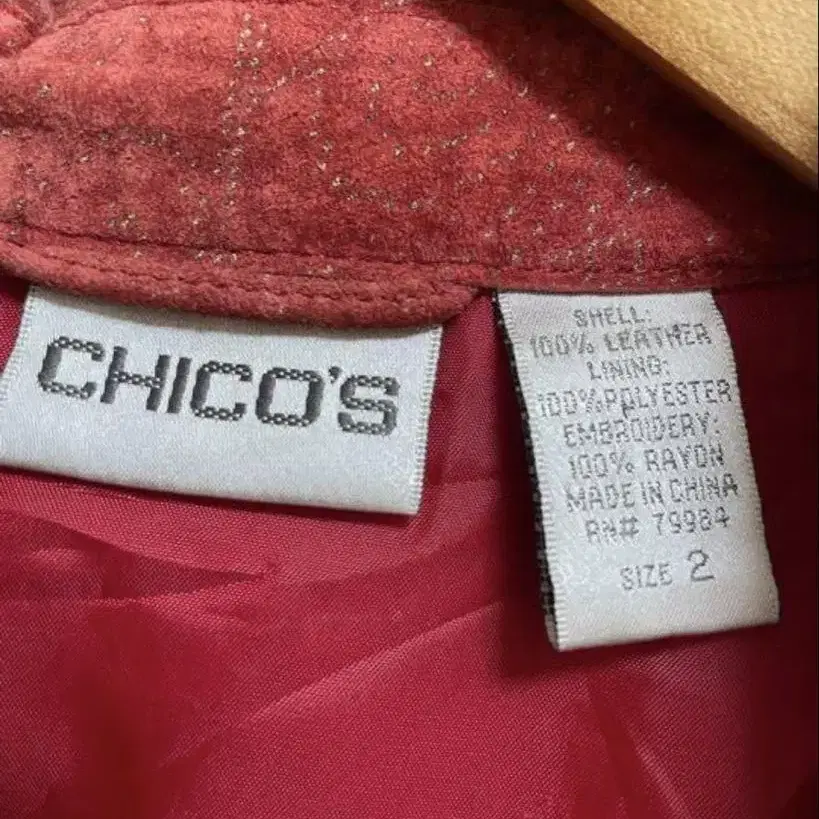 CHICO'S
SHELL:
100% LEATHER
LINING:
100%POLYESTER
EMBROIDERY:
100% RAYON
MADE IN CHINA
RN# 79984
SIZE 2